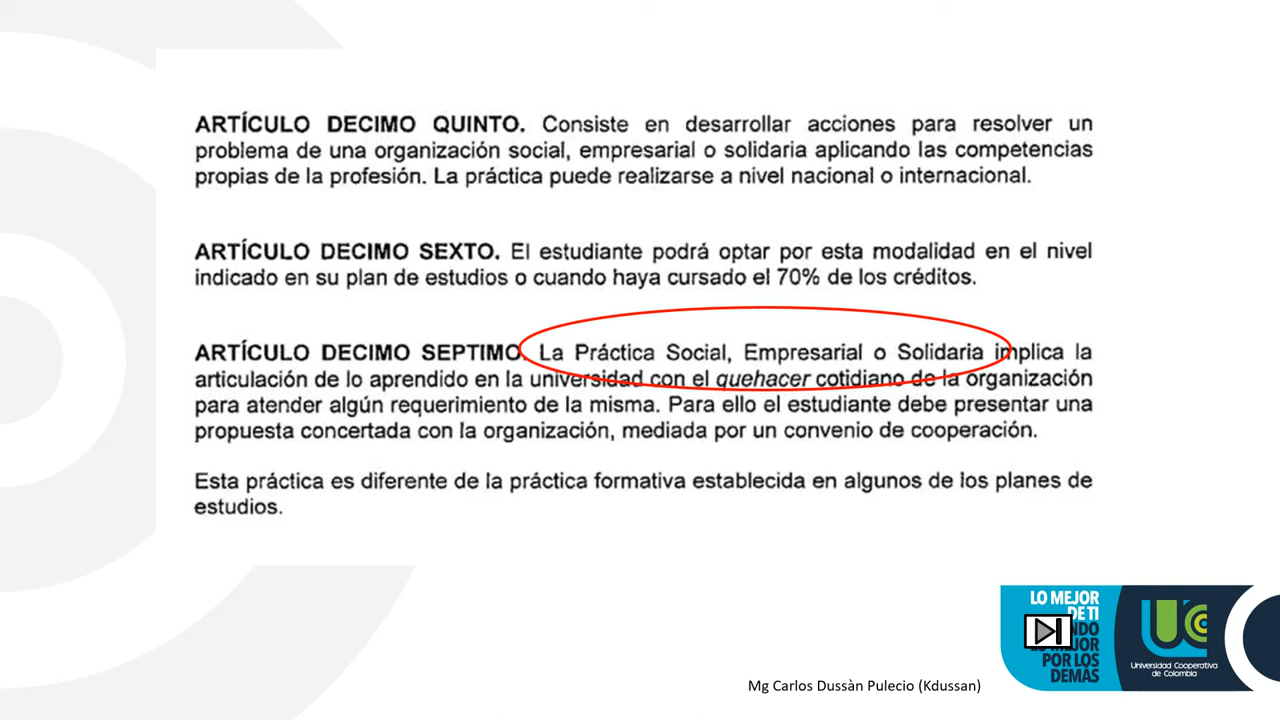 ARTÍCULO DECIMO QUINTO. Consiste en desarrollar acciones para resolver un
problema de una organización social, empresarial o solidaria aplicando las competencias
propias de la profesión. La práctica puede realizarse a nivel nacional o internacional.
ARTÍCULO DECIMO SEXTO. El estudiante podrá optar por esta modalidad en el nivel
indicado en su plan de estudios o cuando haya cursado el 70% de los créditos.
ARTÍCULO DECIMO SEPTIMO. La Práctica Social, Empresarial o Solidaria implica la
articulación de lo aprendido en la universidad con el quehacer cotidiano de la organización
para atender algún requerimiento de la misma. Para ello el estudiante debe presentar una
propuesta concertada con la organización, mediada por un convenio de cooperación.
Esta práctica es diferente de la práctica formativa establecida en algunos de los planes de
estudios.
LO MEJOR
DE TI
MEJOR
POR LOS
DEMÁS
UCC
Universidad Cooperativa
de Colombia
Mg Carlos Dussàn Pulecio (Kdussan)